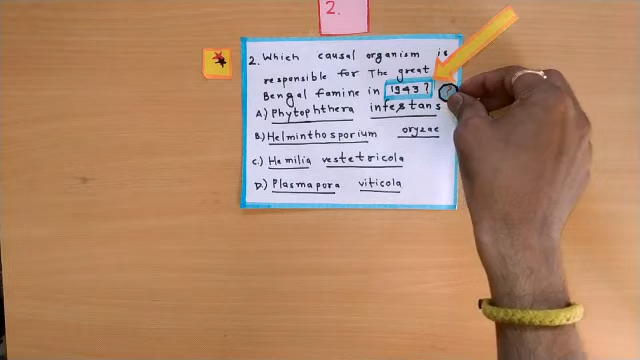 2.
2. Which causal organism is
responsible for The great
Bengal famine in 1943?
?
A.) Phytophthera infestans
B.) Helminthosporium oryzae
C.) Hemilia vestetricola
D.) Plasmapora viticola